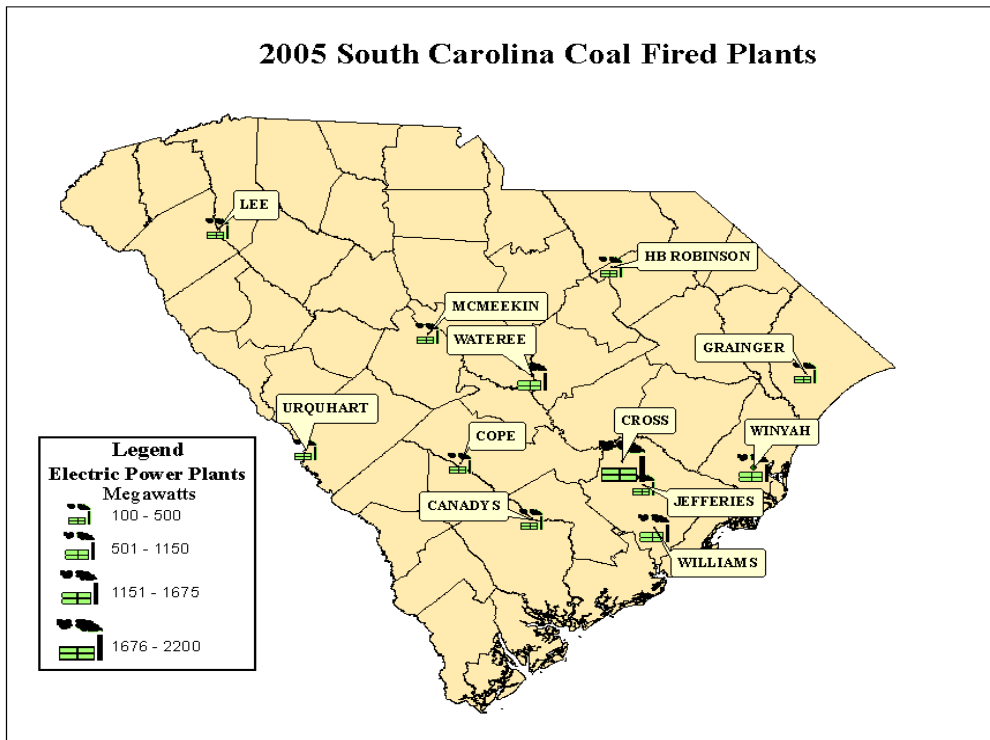 2005 South Carolina Coal Fired Plants
LEE
HB ROBINSON
MCMEEKIN
WATEREE
GRAINGER
URQUHART
COPE
CROSS
WINYAH
CANADYS
JEFFERIES
WILLIAMS
Legend
Electric Power Plants
Megawatts
100 - 500
501 - 1150
1151 - 1675
1676 - 2200